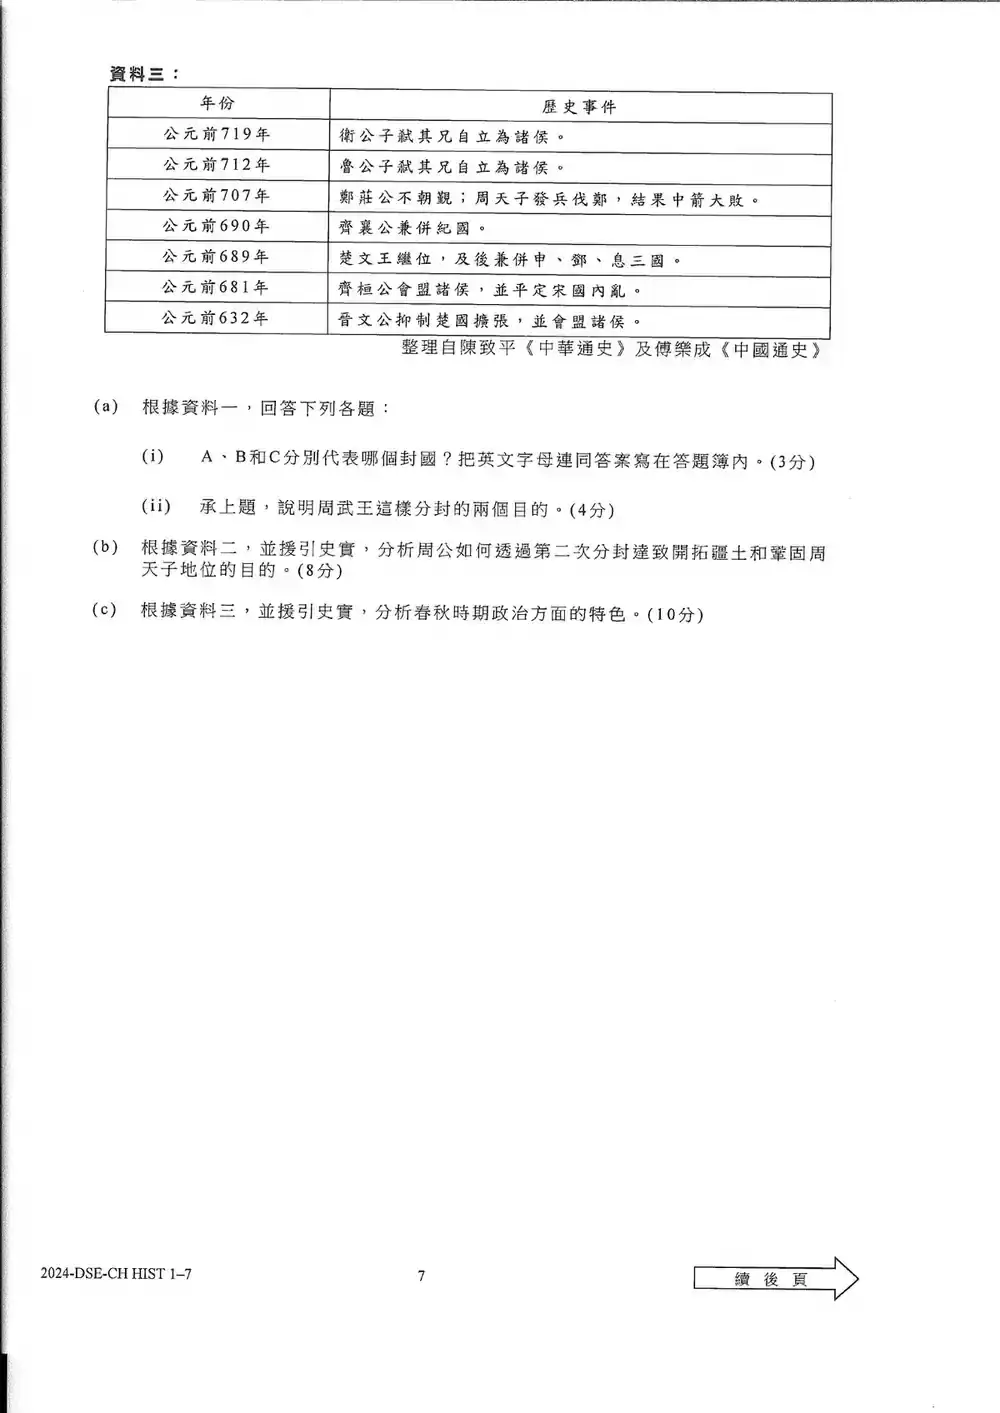 資料三：
年份 歷史事件
公元前719年 衛公子弒其兄自立為諸侯。
公元前712年 魯公子弒其兄自立為諸侯。
公元前707年 鄭莊公不朝覲；周天子發兵伐鄭，結果中箭大敗。
公元前690年 齊襄公兼併紀國。
公元前689年 楚文王繼位，及後兼併申、鄧、息三國。
公元前681年 齊桓公會盟諸侯，並平定宋國內亂。
公元前632年 晉文公抑制楚國擴張，並會盟諸侯。
整理自陳致平《中華通史》及傅樂成《中國通史》
(a) 根據資料一，回答下列各題：
(i) A、B和C分別代表哪個封國？把英文字母連同答案寫在答題簿內。(3分)
(ii) 承上題，說明周武王這樣分封的兩個目的。(4分)
(b) 根據資料二，並援引史實，分析周公如何透過第二次分封達致開拓疆土和鞏固周
天子地位的目的。(8分)
(c) 根據資料三，並援引史實，分析春秋時期政治方面的特色。(10分)
2024-DSE-CH HIST 1–7 7 續後頁